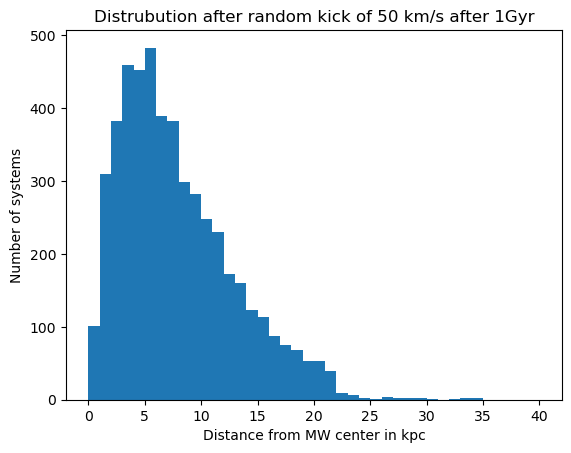 Distrubution after random kick of 50 km/s after 1Gyr
500
400
300
200
100
0
Number of systems
0 5 10 15 20 25 30 35 40
Distance from MW center in kpc